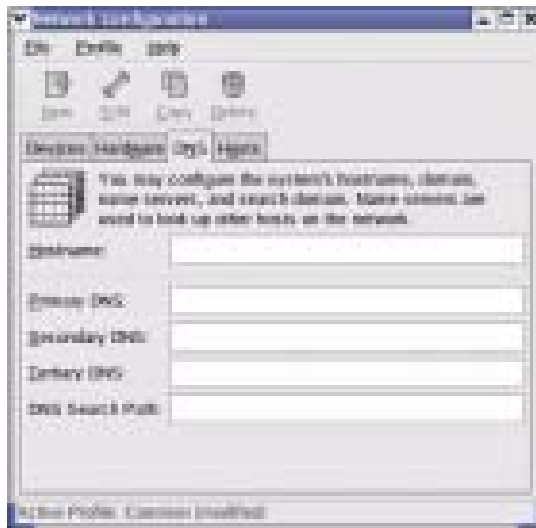 Network Configuration
File Profile Help
New Edit Copy Delete
Devices Hardware DNS Hosts
You may configure the system's hostname, domain,
name servers, and search domain. Name servers are
used to look up other hosts on the network.
Hostname:
Primary DNS:
Secondary DNS:
Tertiary DNS:
DNS Search Path:
Active Profile: Common (modified)